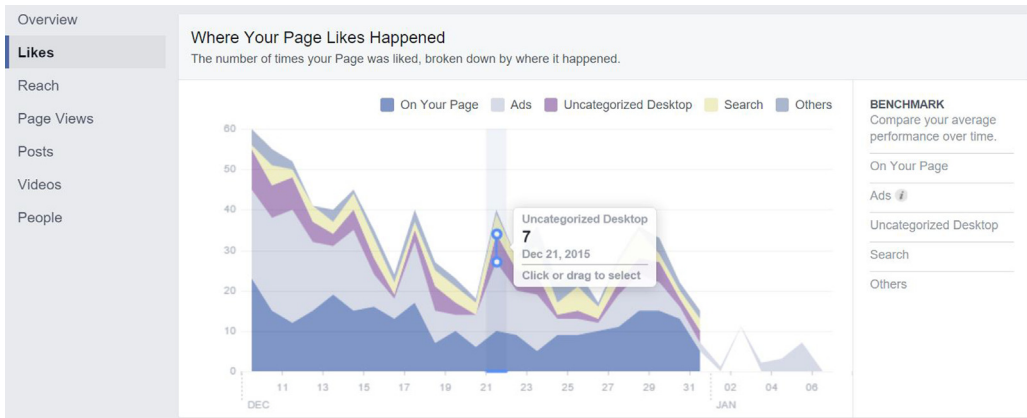 Overview
Likes
Reach
Page Views
Posts
Videos
People
Where Your Page Likes Happened
The number of times your Page was liked, broken down by where it happened.
On Your Page Ads Uncategorized Desktop Search Others
60
50
40
30
20
10
0
Uncategorized Desktop
7
Dec 21, 2015
Click or drag to select
11 13 15 17 19 21 23 25 27 29 31 02 04 06
DEC JAN
BENCHMARK
Compare your average
performance over time.
On Your Page
Ads i
Uncategorized Desktop
Search
Others